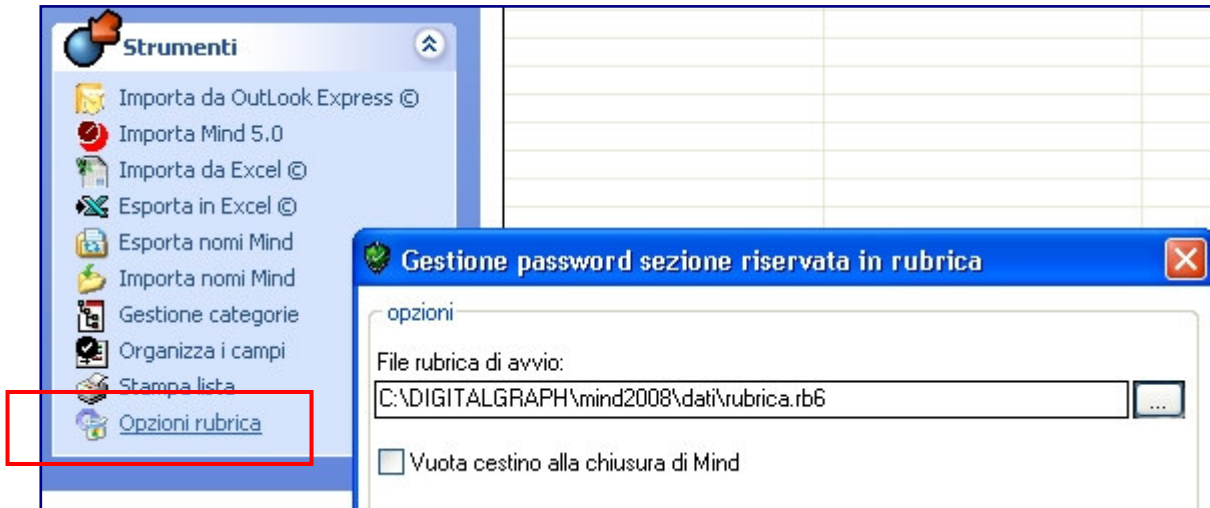 Strumenti
Importa da OutLook Express ©
Importa Mind 5.0
Importa da Excel ©
Esporta in Excel ©
Esporta nomi Mind
Importa nomi Mind
Gestione categorie
Organizza i campi
Stampa lista
Opzioni rubrica
Gestione password sezione riservata in rubrica
opzioni
File rubrica di avvio:
C:\DIGITALGRAPH\mind2008\dati\rubrica.rb6
...
Vuota cestino alla chiusura di Mind